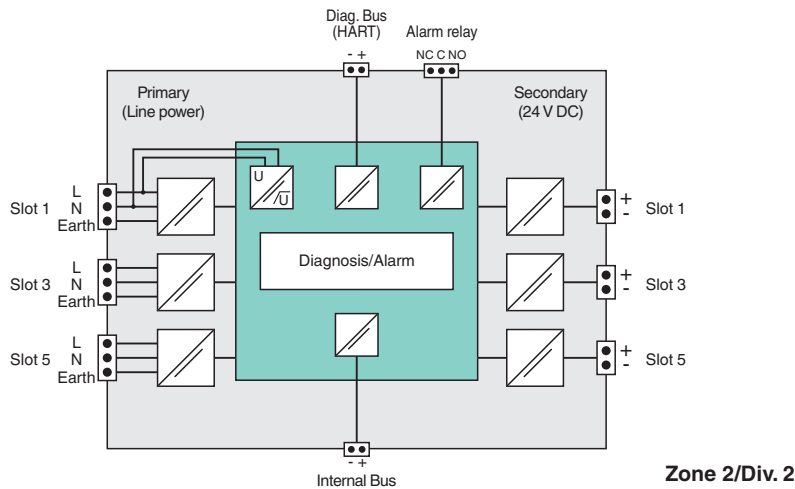 Diag. Bus
(HART)
Alarm relay
- +
NC C NO
Primary
(Line power)
Secondary
(24 V DC)
U
/U̅
L
Slot 1 N
Earth
+
- Slot 1
Diagnosis/Alarm
L
Slot 3 N
Earth
+
- Slot 3
L
Slot 5 N
Earth
+
- Slot 5
- +
Internal Bus
Zone 2/Div. 2